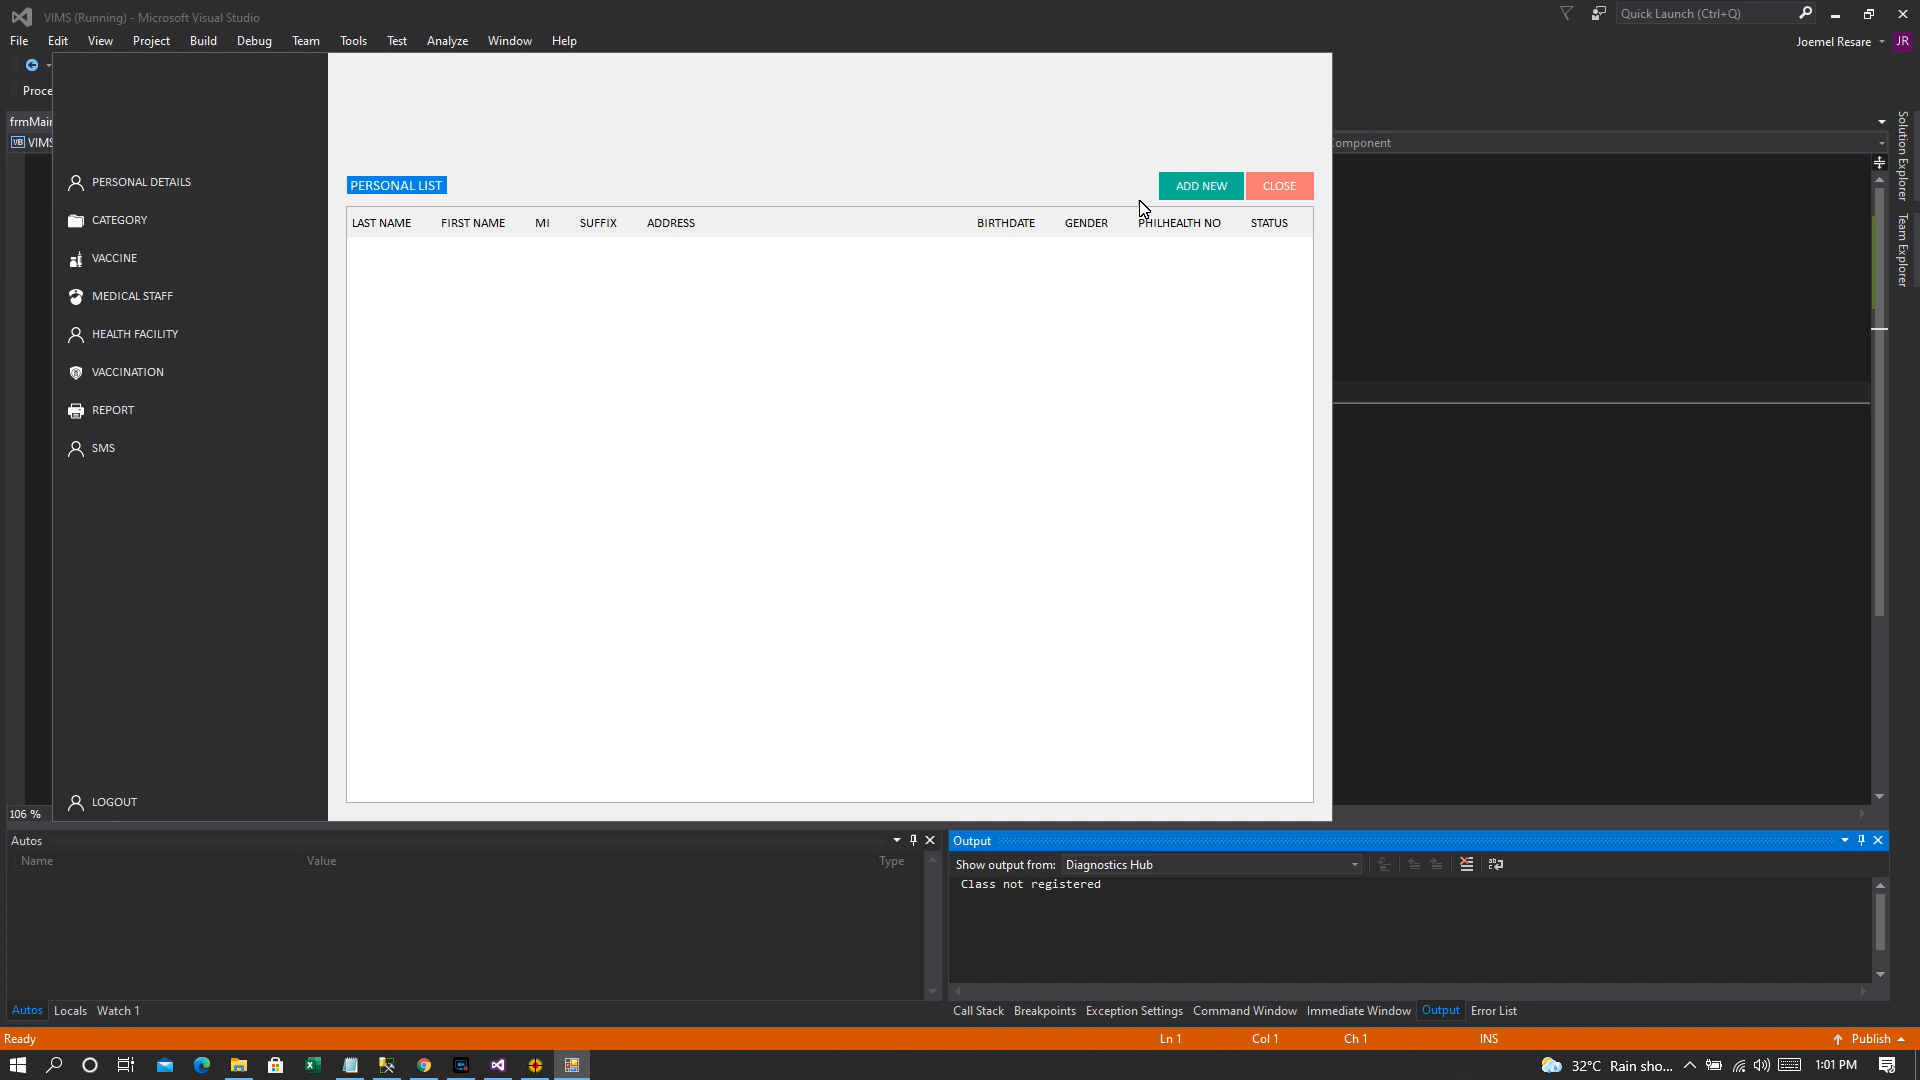 VIMS (Running) - Microsoft Visual Studio
Quick Launch (Ctrl+Q)
File Edit View Project Build Debug Team Tools Test Analyze Window Help
Joemel Resare JR
Proce
frmMain
VB VIMS
Component
Solution Explorer
Team Explorer
PERSONAL DETAILS
CATEGORY
VACCINE
MEDICAL STAFF
HEALTH FACILITY
VACCINATION
REPORT
SMS
LOGOUT
PERSONAL LIST
ADD NEW CLOSE
LAST NAME FIRST NAME MI SUFFIX ADDRESS BIRTHDATE GENDER PHILHEALTH NO STATUS
106 %
Autos
Name Value Type
Autos Locals Watch 1
Output
Show output from: Diagnostics Hub
Class not registered
Call Stack Breakpoints Exception Settings Command Window Immediate Window Output Error List
Ready Ln 1 Col 1 Ch 1 INS Publish
32°C Rain sho... 1:01 PM